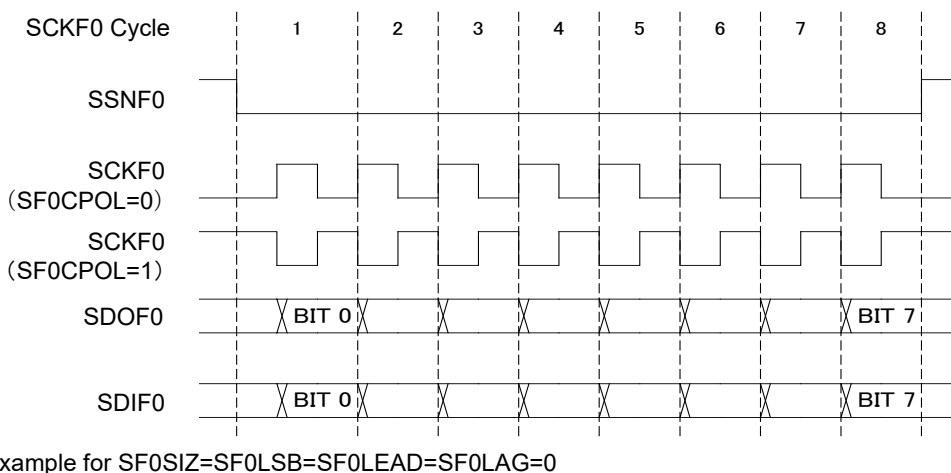 SCKF0 Cycle 1 2 3 4 5 6 7 8
SSNF0
SCKF0
（SF0CPOL=0）
SCKF0
（SF0CPOL=1）
SDOF0 BIT 0 BIT 7
SDIF0 BIT 0 BIT 7
xample for SF0SIZ=SF0LSB=SF0LEAD=SF0LAG=0